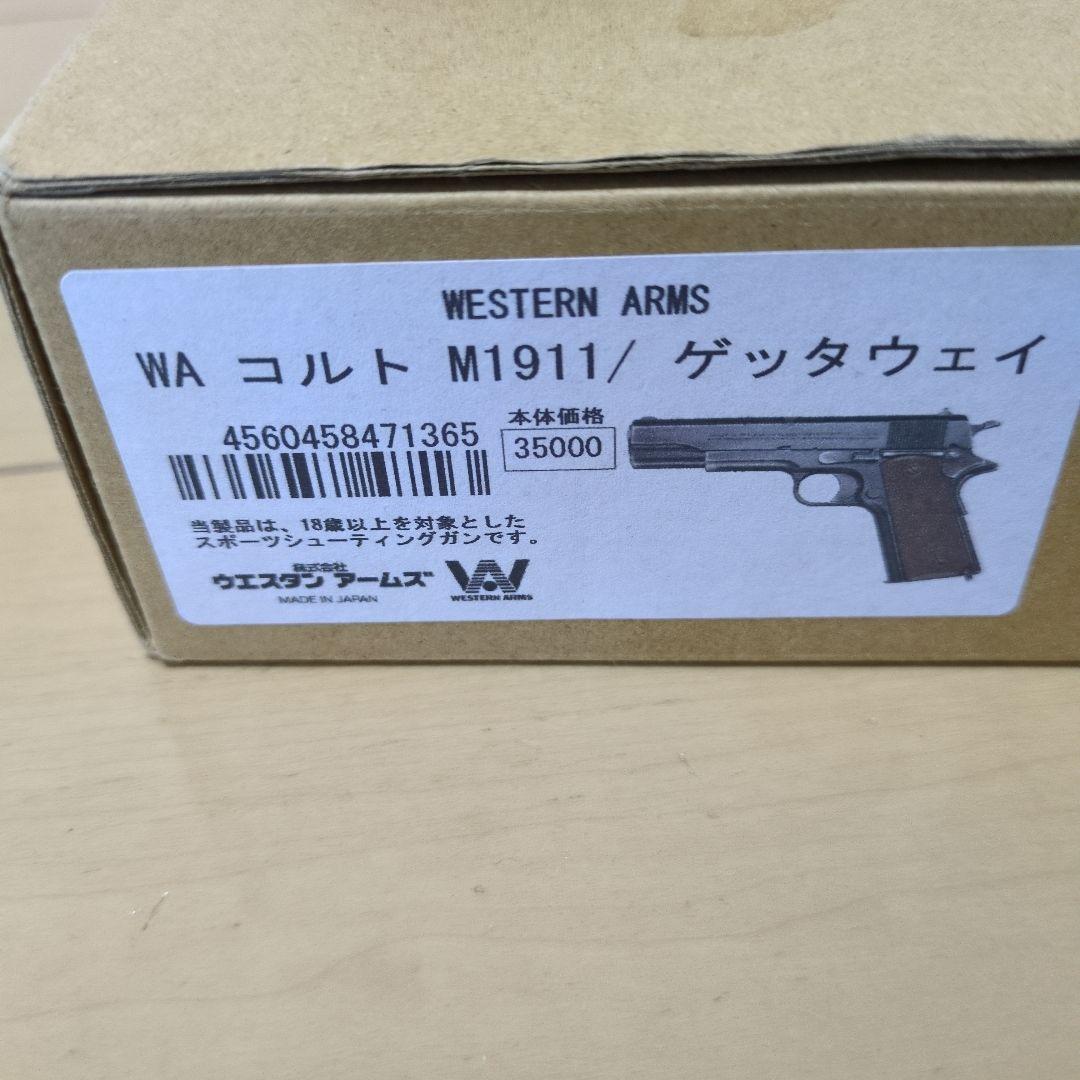 WESTERN ARMS
WA コルト M1911/ ゲッタウェイ
本体価格
4560458471365
35000
当製品は、18歳以上を対象とした
スポーツシューティングガンです。
株式会社
ウエスタン アームズ
MADE IN JAPAN
WA
WESTERN ARMS